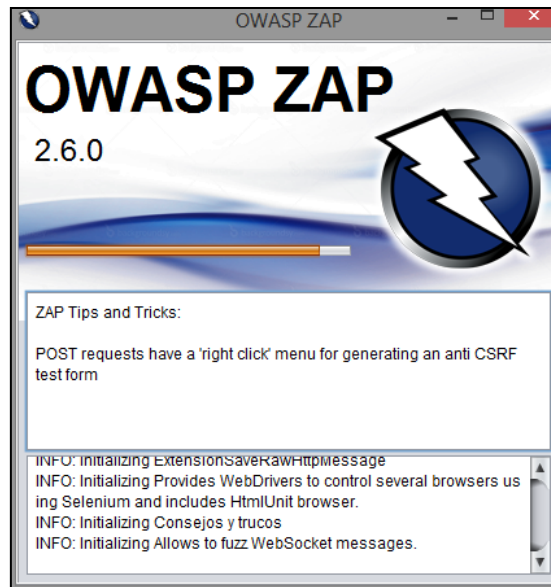 OWASP ZAP
OWASP ZAP
2.6.0
ZAP Tips and Tricks:
POST requests have a 'right click' menu for generating an anti CSRF
test form
INFO: Initializing ExtensionSaveRawHttpMessage
INFO: Initializing Provides WebDrivers to control several browsers us
ing Selenium and includes HtmlUnit browser.
INFO: Initializing Consejos y trucos
INFO: Initializing Allows to fuzz WebSocket messages.